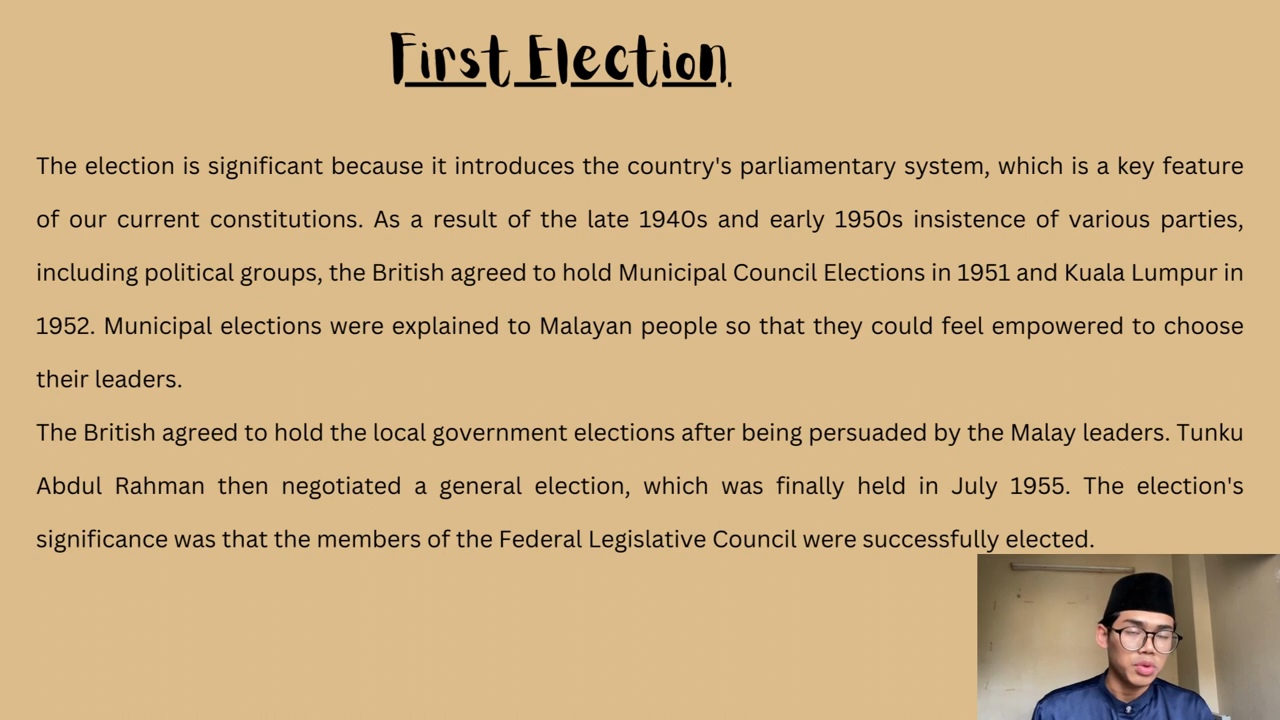 First Election
The election is significant because it introduces the country's parliamentary system, which is a key feature
of our current constitutions. As a result of the late 1940s and early 1950s insistence of various parties,
including political groups, the British agreed to hold Municipal Council Elections in 1951 and Kuala Lumpur in
1952. Municipal elections were explained to Malayan people so that they could feel empowered to choose
their leaders.
The British agreed to hold the local government elections after being persuaded by the Malay leaders. Tunku
Abdul Rahman then negotiated a general election, which was finally held in July 1955. The election's
significance was that the members of the Federal Legislative Council were successfully elected.